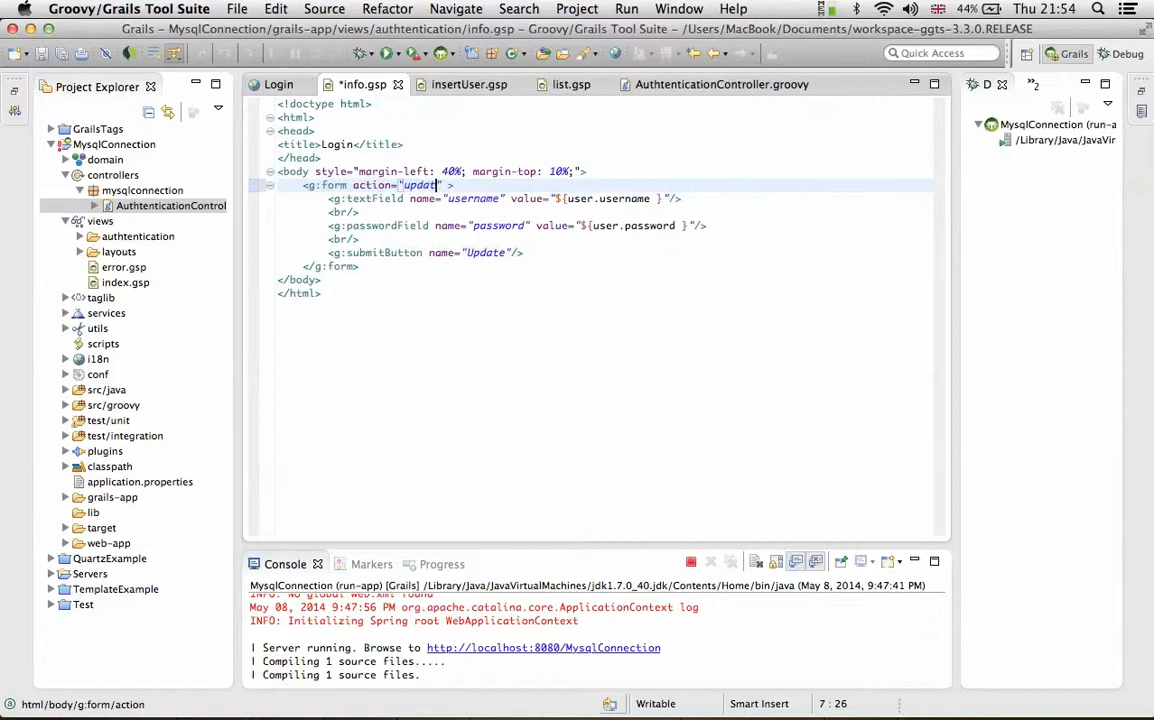 Groovy/Grails Tool Suite File Edit Source Refactor Navigate Search Project Run Window Help 44% Thu 21:54
Grails – MysqlConnection/grails-app/views/authtentication/info.gsp – Groovy/Grails Tool Suite – /Users/MacBook/Documents/workspace-ggts-3.3.0.RELEASE
Quick Access Grails Debug
Project Explorer
GrailsTags
MysqlConnection
domain
controllers
mysqlconnection
AuthtenticationControl
views
authtentication
layouts
error.gsp
index.gsp
taglib
services
utils
scripts
i18n
conf
src/java
src/groovy
test/unit
test/integration
plugins
classpath
application.properties
grails-app
lib
target
web-app
QuartzExample
Servers
TemplateExample
Test
Login *info.gsp insertUser.gsp list.gsp AuthtenticationController.groovy
<!doctype html>
<html>
<head>
<title>Login</title>
</head>
<body style="margin-left: 40%; margin-top: 10%;">
<g:form action="updat" >
<g:textField name="username" value="${user.username }"/>
<br/>
<g:passwordField name="password" value="${user.password }"/>
<br/>
<g:submitButton name="Update"/>
</g:form>
</body>
</html>
D »2
MysqlConnection (run-a
/Library/Java/JavaVir
Console Markers Progress
MysqlConnection (run-app) [Grails] /Library/Java/JavaVirtualMachines/jdk1.7.0_40.jdk/Contents/Home/bin/java (May 8, 2014, 9:47:41 PM)
INFO: No global web.xml found
May 08, 2014 9:47:56 PM org.apache.catalina.core.ApplicationContext log
INFO: Initializing Spring root WebApplicationContext
| Server running. Browse to http://localhost:8080/MysqlConnection
| Compiling 1 source files.....
| Compiling 1 source files.
html/body/g:form/action Writable Smart Insert 7 : 26